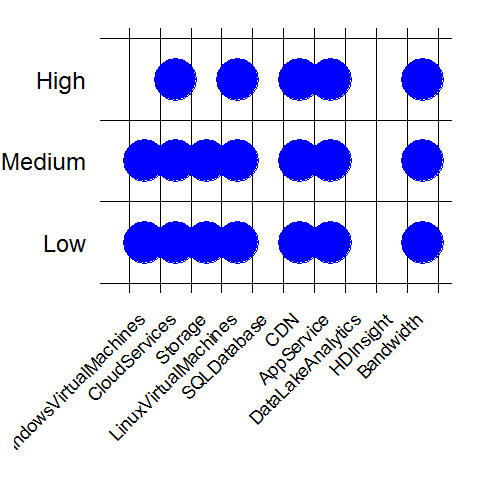 High
Medium
Low
ndowsVirtualMachines
CloudServices
Storage
LinuxVirtualMachines
SQLDatabase
CDN
AppService
DataLakeAnalytics
HDInsight
Bandwidth